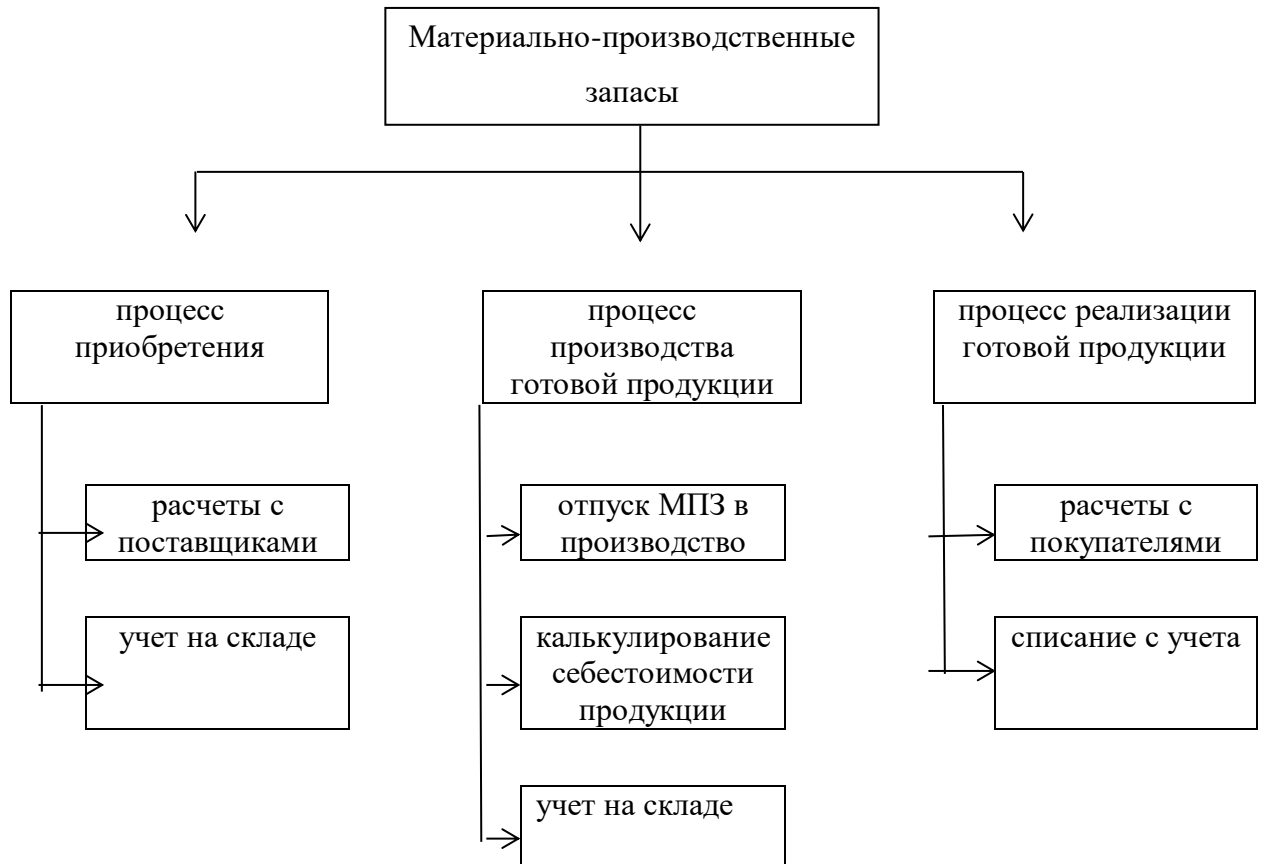 Материально-производственные
запасы
процесс
приобретения
процесс
производства
готовой продукции
процесс реализации
готовой продукции
расчеты с
поставщиками
отпуск МПЗ в
производство
расчеты с
покупателями
учет на складе
калькулирование
себестоимости
продукции
списание с учета
учет на складе